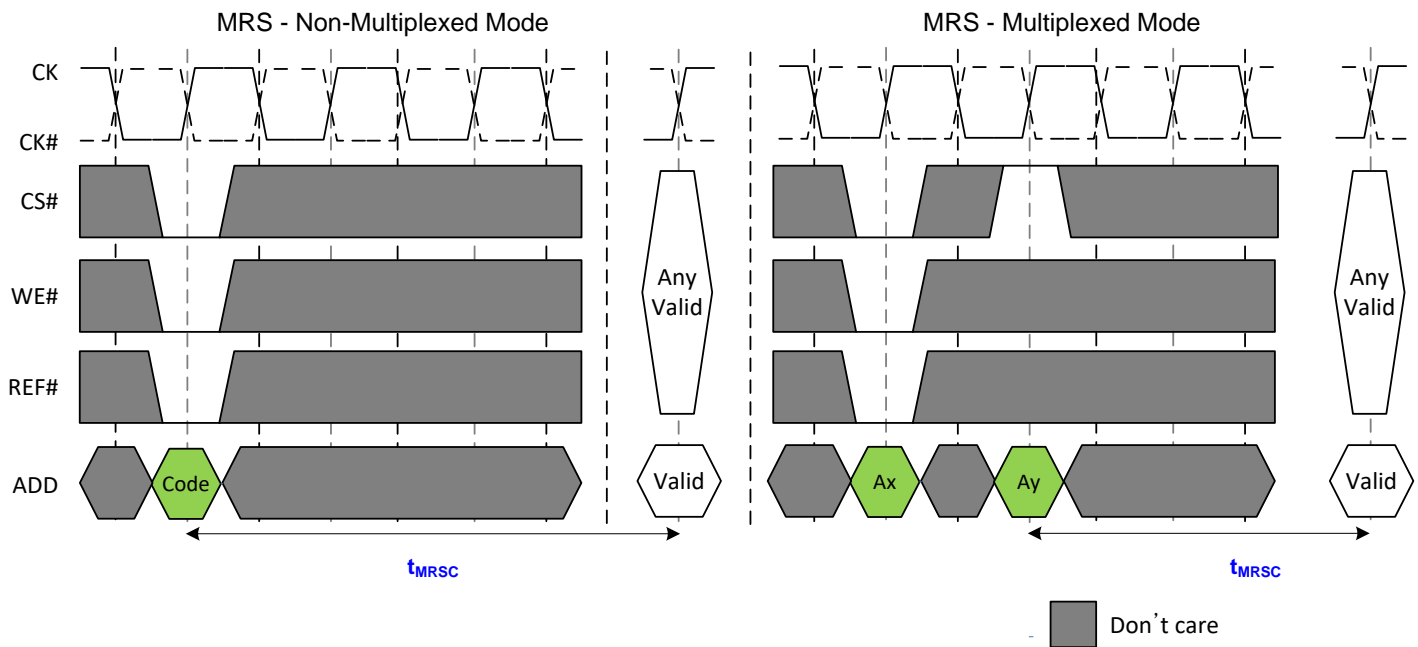 MRS - Non-Multiplexed Mode
MRS - Multiplexed Mode
CK
CK#
CS#
WE#
REF#
ADD
Any
Valid
Any
Valid
Code
Valid
Ax
Ay
Valid
tMRSC
tMRSC
Don't care